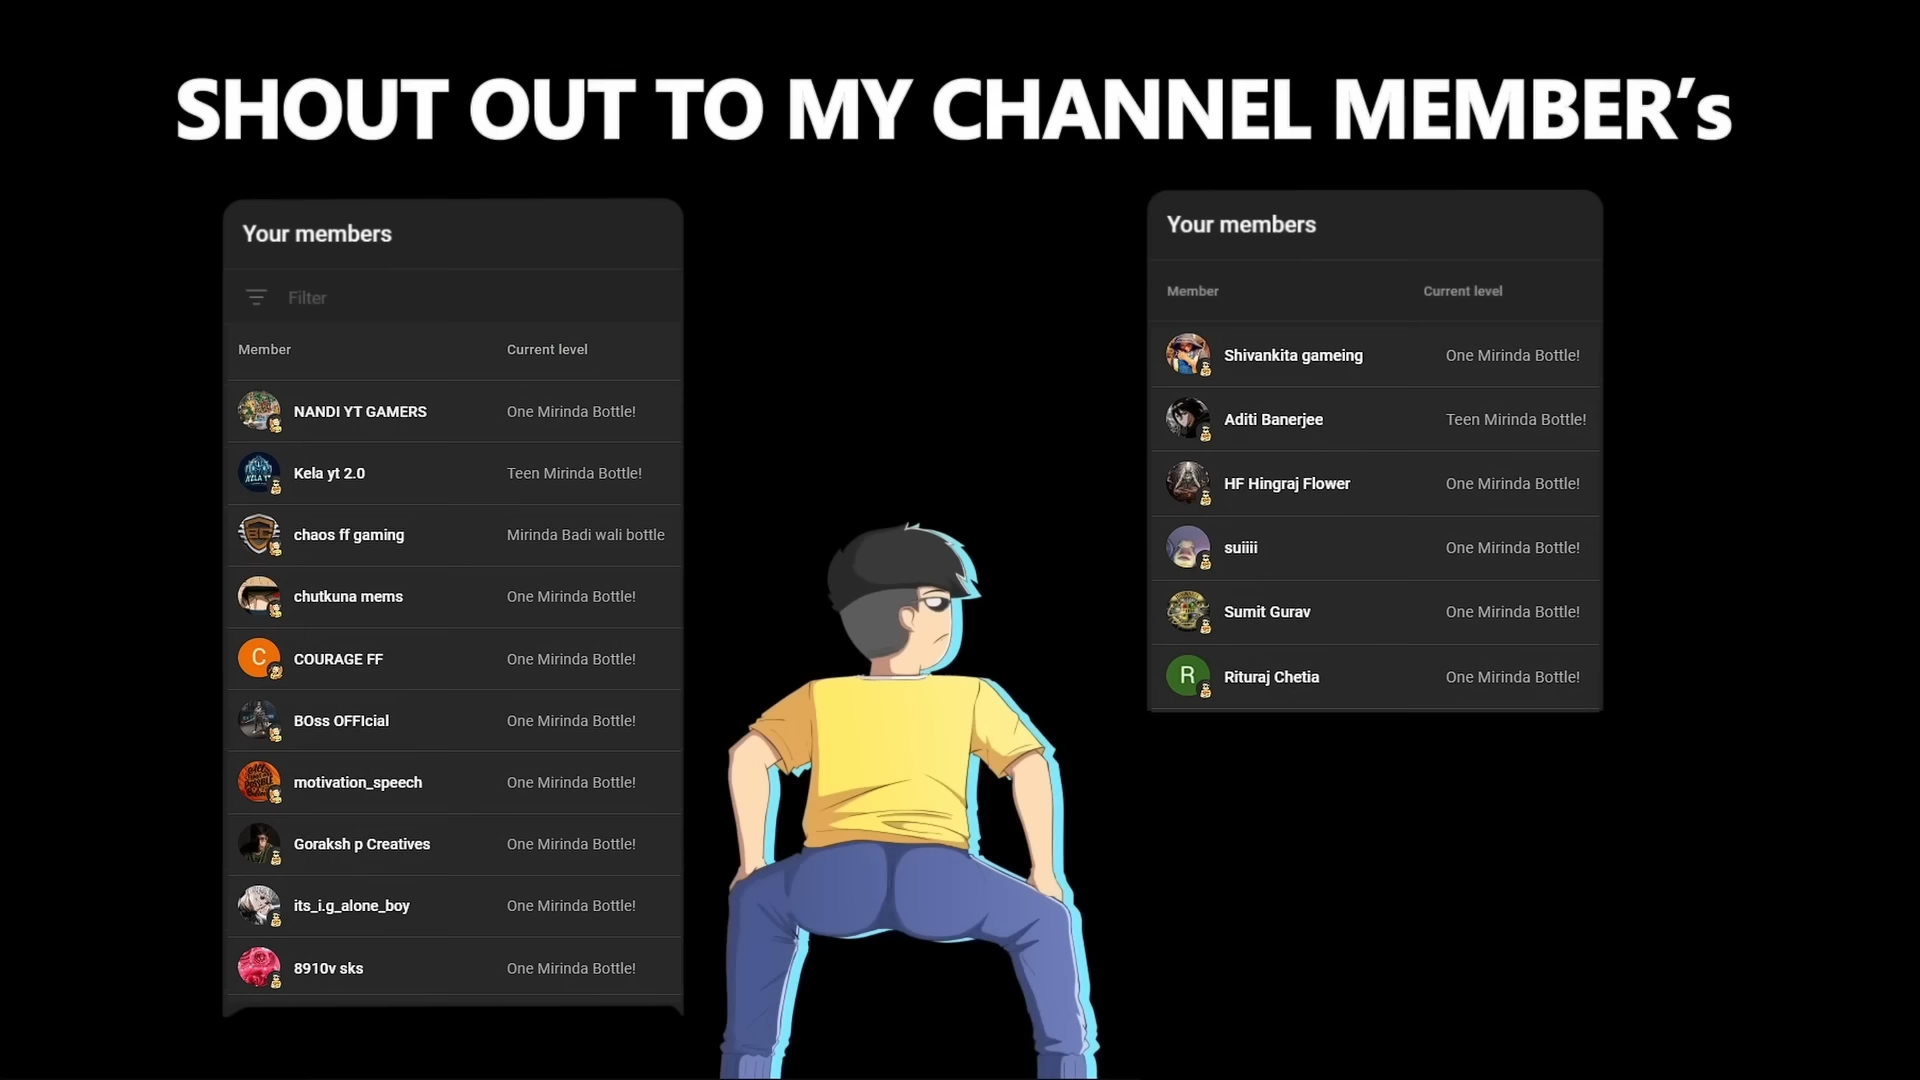 SHOUT OUT TO MY CHANNEL MEMBER’s
Your members
Filter
Member Current level
NANDI YT GAMERS One Mirinda Bottle!
Kela yt 2.0 Teen Mirinda Bottle!
chaos ff gaming Mirinda Badi wali bottle
chutkuna mems One Mirinda Bottle!
C
COURAGE FF One Mirinda Bottle!
BOss OFFIcial One Mirinda Bottle!
motivation_speech One Mirinda Bottle!
Goraksh p Creatives One Mirinda Bottle!
its_i.g_alone_boy One Mirinda Bottle!
8910v sks One Mirinda Bottle!
Your members
Member Current level
Shivankita gameing One Mirinda Bottle!
Aditi Banerjee Teen Mirinda Bottle!
HF Hingraj Flower One Mirinda Bottle!
suiiii One Mirinda Bottle!
Sumit Gurav One Mirinda Bottle!
R
Rituraj Chetia One Mirinda Bottle!